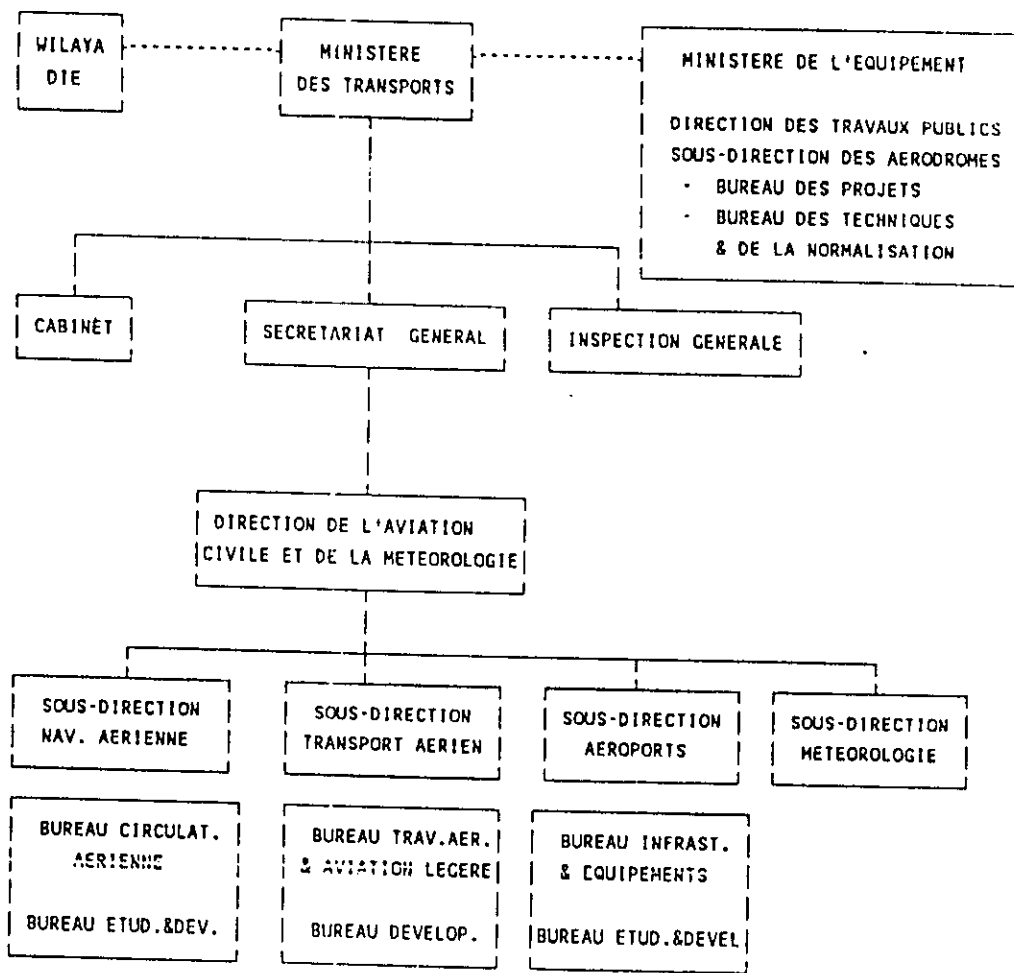 WILAYA
DIE
MINISTERE
DES TRANSPORTS
MINISTERE DE L'EQUIPEMENT
DIRECTION DES TRAVAUX PUBLICS
SOUS-DIRECTION DES AERODROMES
- BUREAU DES PROJETS
- BUREAU DES TECHNIQUES
& DE LA NORMALISATION
CABINET
SECRETARIAT GENERAL
INSPECTION GENERALE
DIRECTION DE L'AVIATION
CIVILE ET DE LA METEOROLOGIE
SOUS-DIRECTION
NAV. AERIENNE
SOUS-DIRECTION
TRANSPORT AERIEN
SOUS-DIRECTION
AEROPORTS
SOUS-DIRECTION
METEOROLOGIE
BUREAU CIRCULAT.
AERIENNE
BUREAU ETUD.&DEV.
BUREAU TRAV.AER.
& AVIATION LEGERE
BUREAU DEVELOP.
BUREAU INFRAST.
& EQUIPEMENTS
BUREAU ETUD.&DEVEL